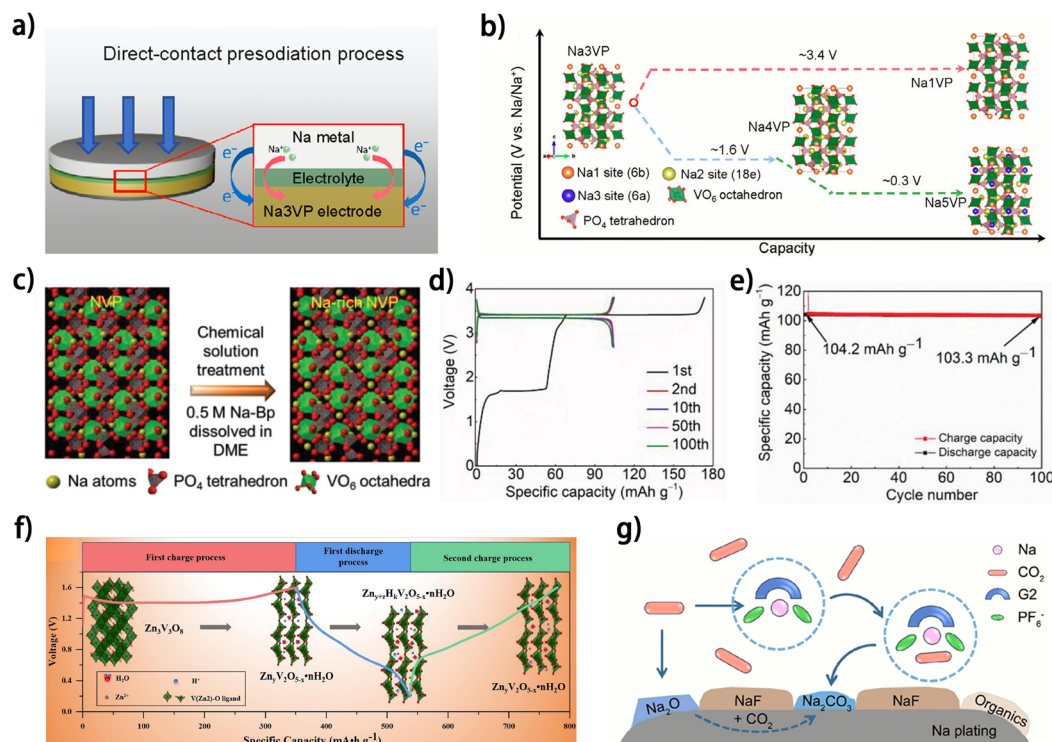 a)
Direct-contact presodiation process
Na metal
Na⁺
Na⁺
e⁻
e⁻
e⁻
e⁻
Electrolyte
Na3VP electrode
b)
Potential (V vs. Na/Na⁺)
Na3VP
~3.4 V
Na1VP
Na4VP
~1.6 V
~0.3 V
Na5VP
Na1 site (6b)
Na2 site (18e)
Na3 site (6a)
VO₆ octahedron
PO₄ tetrahedron
Capacity
c)
NVP
Na-rich NVP
Chemical
solution
treatment
0.5 M Na-Bp
dissolved in
DME
Na atoms
PO₄ tetrahedron
VO₆ octahedra
d)
Voltage (V)
4
3
2
1
0
1st
2nd
10th
50th
100th
0 30 60 90 120 150 180
Specific capacity (mAh g⁻¹)
e)
Specific capacity (mAh g⁻¹)
120
100
80
60
40
20
0
104.2 mAh g⁻¹
103.3 mAh g⁻¹
Charge capacity
Discharge capacity
0 20 40 60 80 100
Cycle number
f)
First charge process
First discharge
process
Second charge process
Voltage (V)
1.6
1.2
0.8
0.4
0.0
Zn₃V₃O₈
ZnᵧV₂O₅₋ₓ•nH₂O
Znᵧ₊zHₖV₂O₅₋ₓ•nH₂O
ZnᵧV₂O₅₋ₓ•nH₂O
H₂O
H⁺
Zn²⁺
V(Zn2)-O ligand
0 100 200 300 400 500 600 700 800
Specific Capacity (mA•h g⁻¹)
g)
Na
CO₂
G2
PF₆⁻
Na₂O
NaF
Na₂CO₃
NaF
Organics
+ CO₂
Na plating